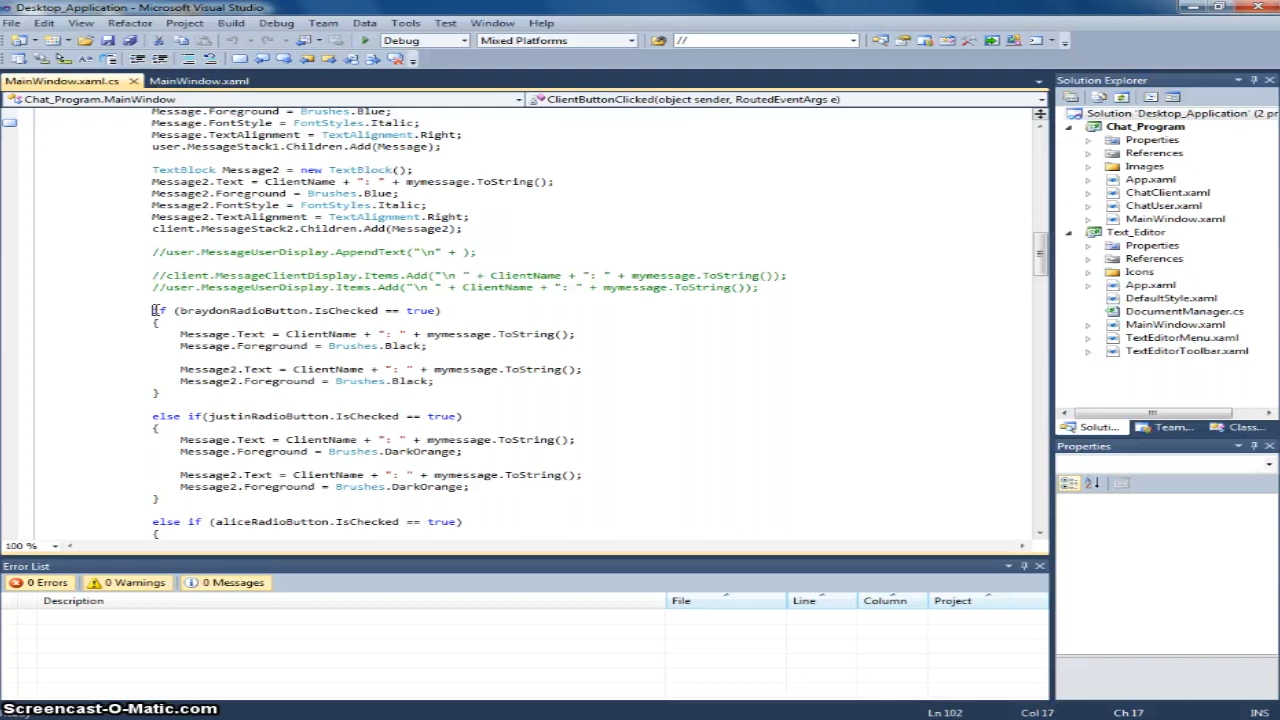 Desktop_Application - Microsoft Visual Studio
File Edit View Refactor Project Build Debug Team Data Tools Test Window Help
Debug Mixed Platforms //
MainWindow.xaml.cs MainWindow.xaml
Chat_Program.MainWindow ClientButtonClicked(object sender, RoutedEventArgs e)
Message.Foreground = Brushes.Blue;
Message.FontStyle = FontStyles.Italic;
Message.TextAlignment = TextAlignment.Right;
user.MessageStack1.Children.Add(Message);
TextBlock Message2 = new TextBlock();
Message2.Text = ClientName + ": " + mymessage.ToString();
Message2.Foreground = Brushes.Blue;
Message2.FontStyle = FontStyles.Italic;
Message2.TextAlignment = TextAlignment.Right;
client.MessageStack2.Children.Add(Message2);
//user.MessageUserDisplay.AppendText("\n" + );
//client.MessageClientDisplay.Items.Add("\n " + ClientName + ": " + mymessage.ToString());
//user.MessageUserDisplay.Items.Add("\n " + ClientName + ": " + mymessage.ToString());
if (braydonRadioButton.IsChecked == true)
{
Message.Text = ClientName + ": " + mymessage.ToString();
Message.Foreground = Brushes.Black;
Message2.Text = ClientName + ": " + mymessage.ToString();
Message2.Foreground = Brushes.Black;
}
else if(justinRadioButton.IsChecked == true)
{
Message.Text = ClientName + ": " + mymessage.ToString();
Message.Foreground = Brushes.DarkOrange;
Message2.Text = ClientName + ": " + mymessage.ToString();
Message2.Foreground = Brushes.DarkOrange;
}
else if (aliceRadioButton.IsChecked == true)
{
100 %
Error List
0 Errors 0 Warnings 0 Messages
Description File Line Column Project
Solution Explorer
Solution 'Desktop_Application' (2 pr
Chat_Program
Properties
References
Images
App.xaml
ChatClient.xaml
ChatUser.xaml
MainWindow.xaml
Text_Editor
Properties
References
Icons
App.xaml
DefaultStyle.xaml
DocumentManager.cs
MainWindow.xaml
TextEditorMenu.xaml
TextEditorToolbar.xaml
Soluti... Team... Class...
Properties
Screencast-O-Matic.com
Ln 102 Col 17 Ch 17 INS